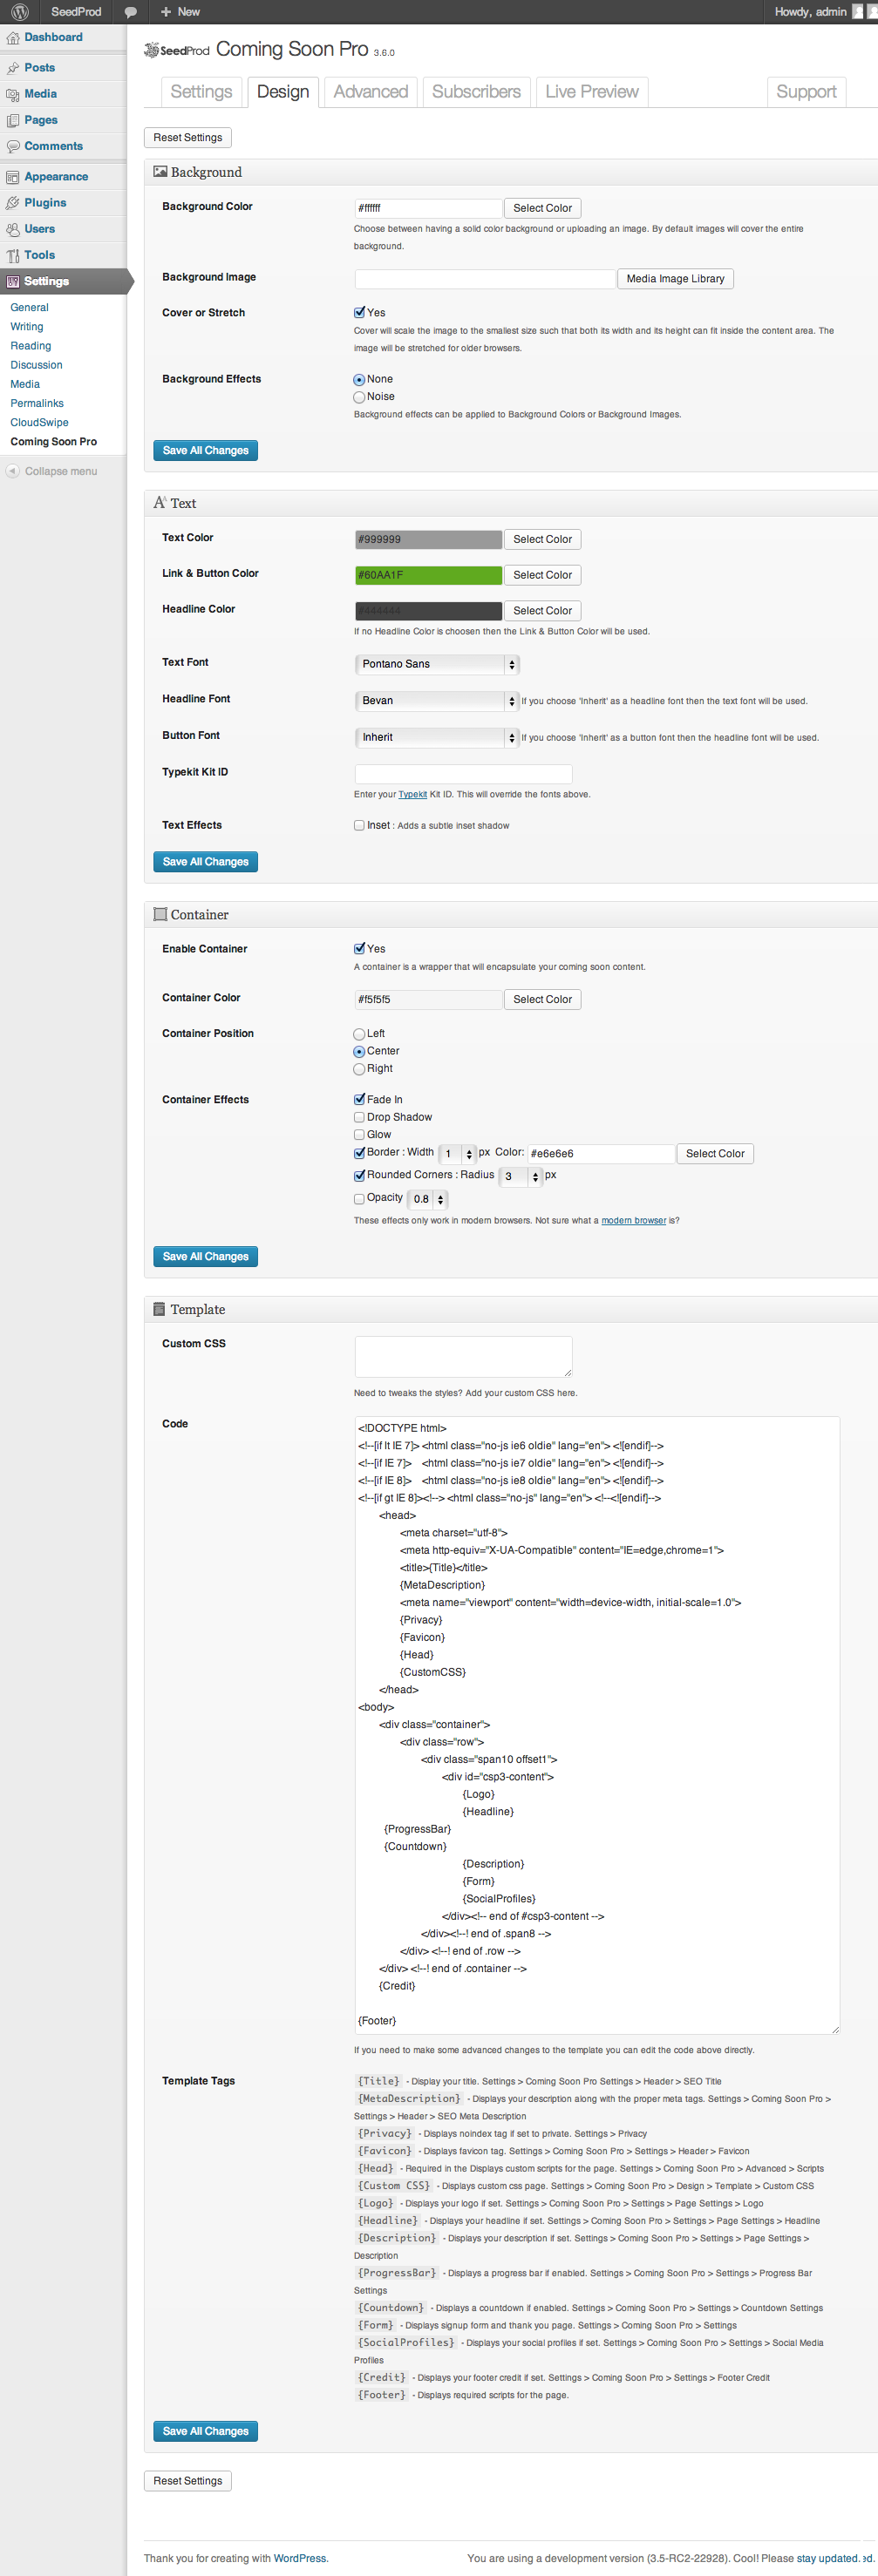 SeedProd New Howdy, admin
Dashboard
Posts
Media
Pages
Comments
Appearance
Plugins
Users
Tools
Settings
General
Writing
Reading
Discussion
Media
Permalinks
CloudSwipe
Coming Soon Pro
Collapse menu
SeedProd Coming Soon Pro 3.6.0
Settings Design Advanced Subscribers Live Preview Support
Reset Settings
Background
Background Color #ffffff Select Color
Choose between having a solid color background or uploading an image. By default images will cover the entire
background.
Background Image Media Image Library
Cover or Stretch Yes
Cover will scale the image to the smallest size such that both its width and its height can fit inside the content area. The
image will be stretched for older browsers.
Background Effects None
Noise
Background effects can be applied to Background Colors or Background Images.
Save All Changes
Text
Text Color #999999 Select Color
Link & Button Color #60AA1F Select Color
Headline Color #444444 Select Color
If no Headline Color is choosen then the Link & Button Color will be used.
Text Font Pontano Sans
Headline Font Bevan If you choose 'Inherit' as a headline font then the text font will be used.
Button Font Inherit If you choose 'Inherit' as a button font then the headline font will be used.
Typekit Kit ID
Enter your Typekit Kit ID. This will override the fonts above.
Text Effects Inset : Adds a subtle inset shadow
Save All Changes
Container
Enable Container Yes
A container is a wrapper that will encapsulate your coming soon content.
Container Color #f5f5f5 Select Color
Container Position Left
Center
Right
Container Effects Fade In
Drop Shadow
Glow
Border : Width 1 px Color: #e6e6e6 Select Color
Rounded Corners : Radius 3 px
Opacity 0.8
These effects only work in modern browsers. Not sure what a modern browser is?
Save All Changes
Template
Custom CSS
Need to tweaks the styles? Add your custom CSS here.
Code
<!DOCTYPE html>
<!--[if lt IE 7]> <html class="no-js ie6 oldie" lang="en"> <![endif]-->
<!--[if IE 7]> <html class="no-js ie7 oldie" lang="en"> <![endif]-->
<!--[if IE 8]> <html class="no-js ie8 oldie" lang="en"> <![endif]-->
<!--[if gt IE 8]><!--> <html class="no-js" lang="en"> <!--<![endif]-->
<head>
<meta charset="utf-8">
<meta http-equiv="X-UA-Compatible" content="IE=edge,chrome=1">
<title>{Title}</title>
{MetaDescription}
<meta name="viewport" content="width=device-width, initial-scale=1.0">
{Privacy}
{Favicon}
{Head}
{CustomCSS}
</head>
<body>
<div class="container">
<div class="row">
<div class="span10 offset1">
<div id="csp3-content">
{Logo}
{Headline}
{ProgressBar}
{Countdown}
{Description}
{Form}
{SocialProfiles}
</div><!-- end of #csp3-content -->
</div><!--! end of .span8 -->
</div> <!--! end of .row -->
</div> <!--! end of .container -->
{Credit}
{Footer}
If you need to make some advanced changes to the template you can edit the code above directly.
Template Tags {Title} - Display your title. Settings > Coming Soon Pro Settings > Header > SEO Title
{MetaDescription} - Displays your description along with the proper meta tags. Settings > Coming Soon Pro >
Settings > Header > SEO Meta Description
{Privacy} - Displays noindex tag if set to private. Settings > Privacy
{Favicon} - Displays favicon tag. Settings > Coming Soon Pro > Settings > Header > Favicon
{Head} - Required in the Displays custom scripts for the page. Settings > Coming Soon Pro > Advanced > Scripts
{Custom CSS} - Displays custom css page. Settings > Coming Soon Pro > Design > Template > Custom CSS
{Logo} - Displays your logo if set. Settings > Coming Soon Pro > Settings > Page Settings > Logo
{Headline} - Displays your headline if set. Settings > Coming Soon Pro > Settings > Page Settings > Headline
{Description} - Displays your description if set. Settings > Coming Soon Pro > Settings > Page Settings >
Description
{ProgressBar} - Displays a progress bar if enabled. Settings > Coming Soon Pro > Settings > Progress Bar
Settings
{Countdown} - Displays a countdown if enabled. Settings > Coming Soon Pro > Settings > Countdown Settings
{Form} - Displays signup form and thank you page. Settings > Coming Soon Pro > Settings
{SocialProfiles} - Displays your social profiles if set. Settings > Coming Soon Pro > Settings > Social Media
Profiles
{Credit} - Displays your footer credit if set. Settings > Coming Soon Pro > Settings > Footer Credit
{Footer} - Displays required scripts for the page.
Save All Changes
Reset Settings
Thank you for creating with WordPress. You are using a development version (3.5-RC2-22928). Cool! Please stay updated.